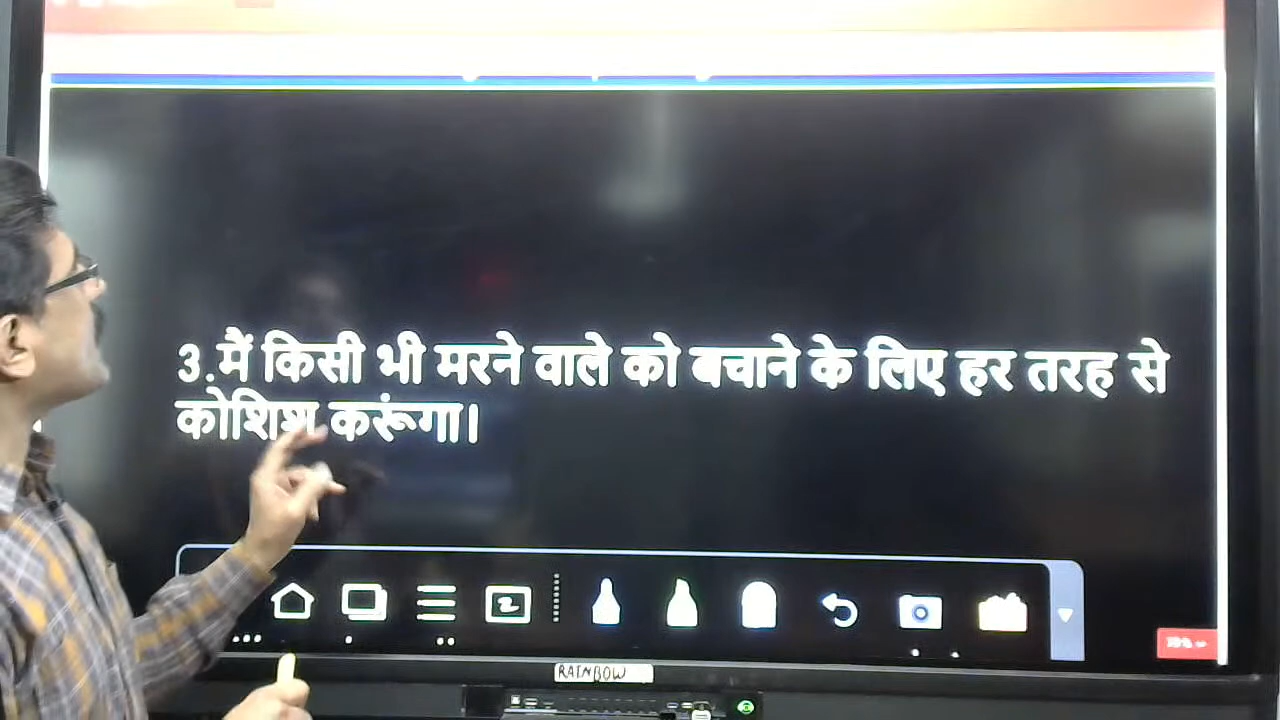 3.मैं किसी भी मरने वाले को बचाने के लिए हर तरह से
कोशिश करूंगा।
RAINBOW